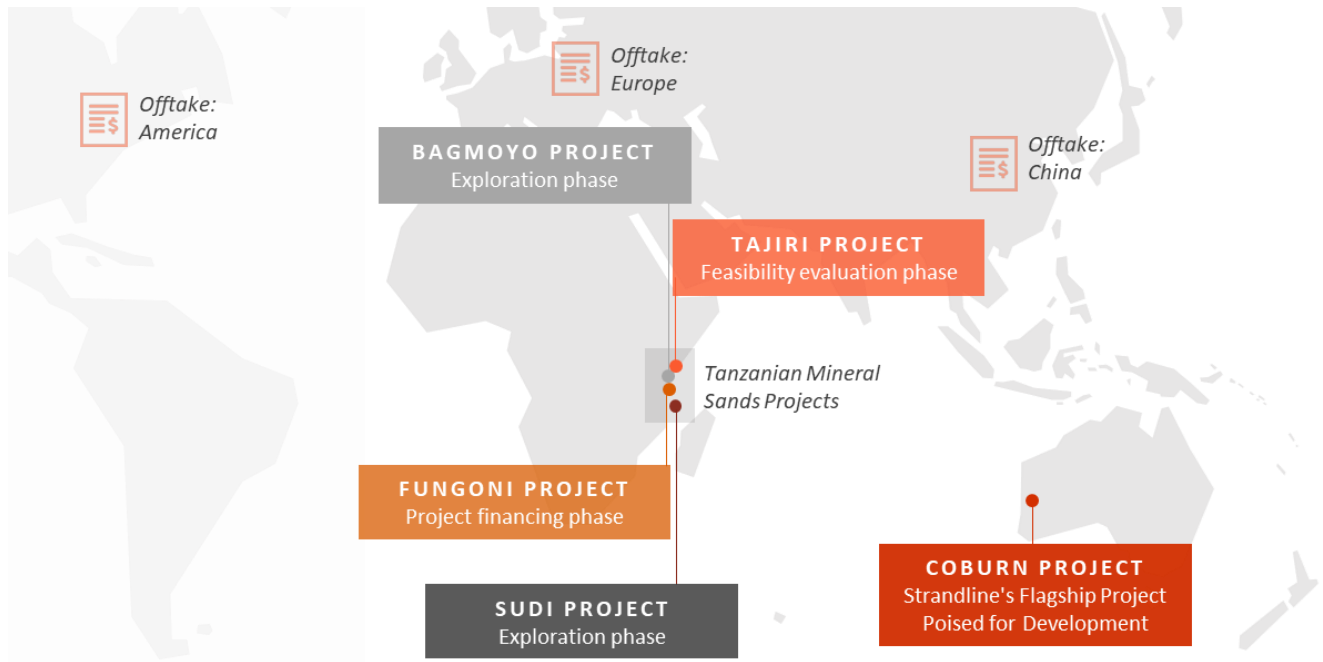 Offtake:
America
$
Offtake:
Europe
$
Offtake:
China
$
BAGMOYO PROJECT
Exploration phase
TAJIRI PROJECT
Feasibility evaluation phase
Tanzanian Mineral
Sands Projects
FUNGONI PROJECT
Project financing phase
SUDI PROJECT
Exploration phase
COBURN PROJECT
Strandline's Flagship Project
Poised for Development